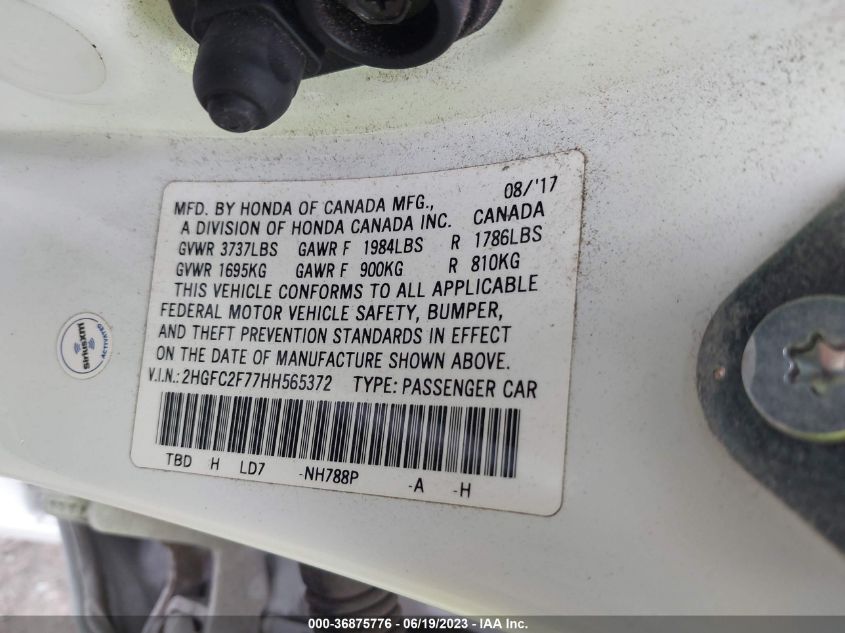 08/'17
MFD. BY HONDA OF CANADA MFG.,
A DIVISION OF HONDA CANADA INC. CANADA
GVWR 3737LBS GAWR F 1984LBS R 1786LBS
GVWR 1695KG GAWR F 900KG R 810KG
THIS VEHICLE CONFORMS TO ALL APPLICABLE
FEDERAL MOTOR VEHICLE SAFETY, BUMPER,
AND THEFT PREVENTION STANDARDS IN EFFECT
ON THE DATE OF MANUFACTURE SHOWN ABOVE.
V.I.N.: 2HGFC2F77HH565372 TYPE: PASSENGER CAR
TBD H LD7 -NH788P -A -H
SIRIUSXM
ACTIVATED
000-36875776 - 06/19/2023 - IAA Inc.